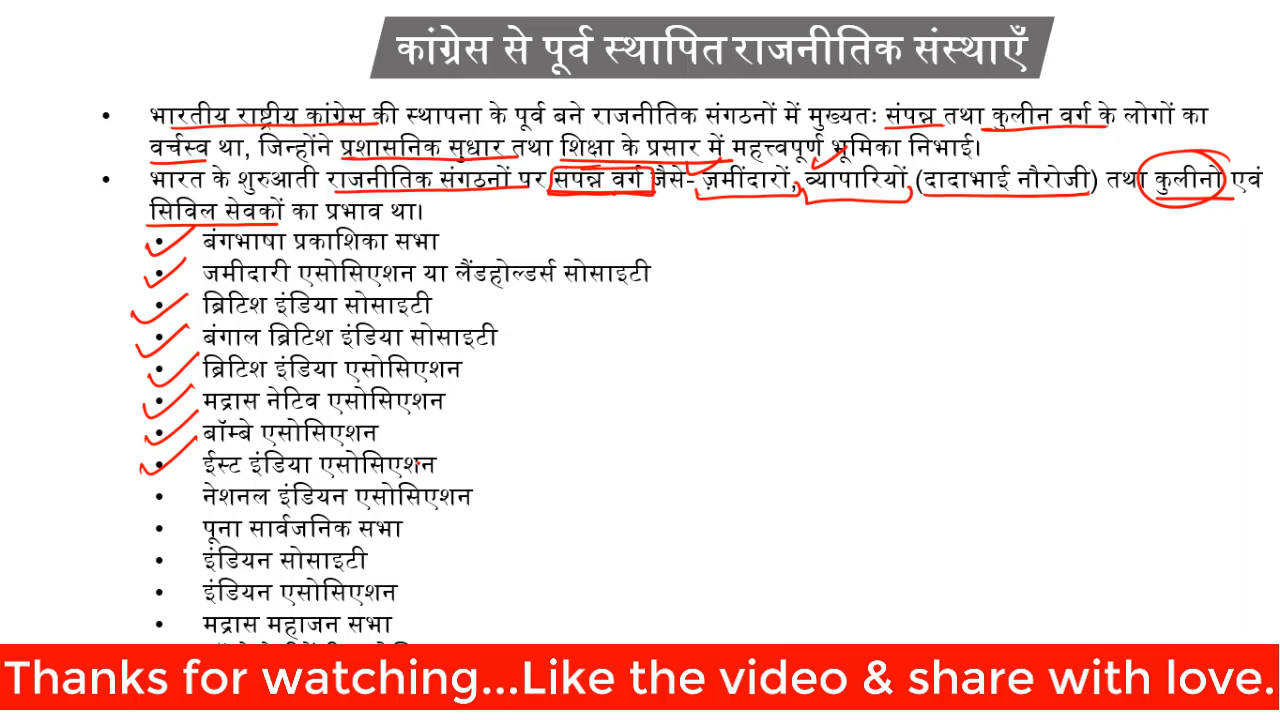 कांग्रेस से पूर्व स्थापित राजनीतिक संस्थाएँ
• भारतीय राष्ट्रीय कांग्रेस की स्थापना के पूर्व बने राजनीतिक संगठनों में मुख्यतः संपन्न तथा कुलीन वर्ग के लोगों का
वर्चस्व था, जिन्होंने प्रशासनिक सुधार तथा शिक्षा के प्रसार में महत्त्वपूर्ण भूमिका निभाई।
• भारत के शुरुआती राजनीतिक संगठनों पर संपन्न वर्ग जैसे- ज़मींदारों, व्यापारियों (दादाभाई नौरोजी) तथा कुलीनो एवं
सिविल सेवकों का प्रभाव था।
• बंगभाषा प्रकाशिका सभा
• जमींदारी एसोसिएशन या लैंडहोल्डर्स सोसाइटी
• ब्रिटिश इंडिया सोसाइटी
• बंगाल ब्रिटिश इंडिया सोसाइटी
• ब्रिटिश इंडिया एसोसिएशन
• मद्रास नेटिव एसोसिएशन
• बॉम्बे एसोसिएशन
• ईस्ट इंडिया एसोसिएशन
• नेशनल इंडियन एसोसिएशन
• पूना सार्वजनिक सभा
• इंडियन सोसाइटी
• इंडियन एसोसिएशन
• मद्रास महाजन सभा
Thanks for watching...Like the video & share with love.